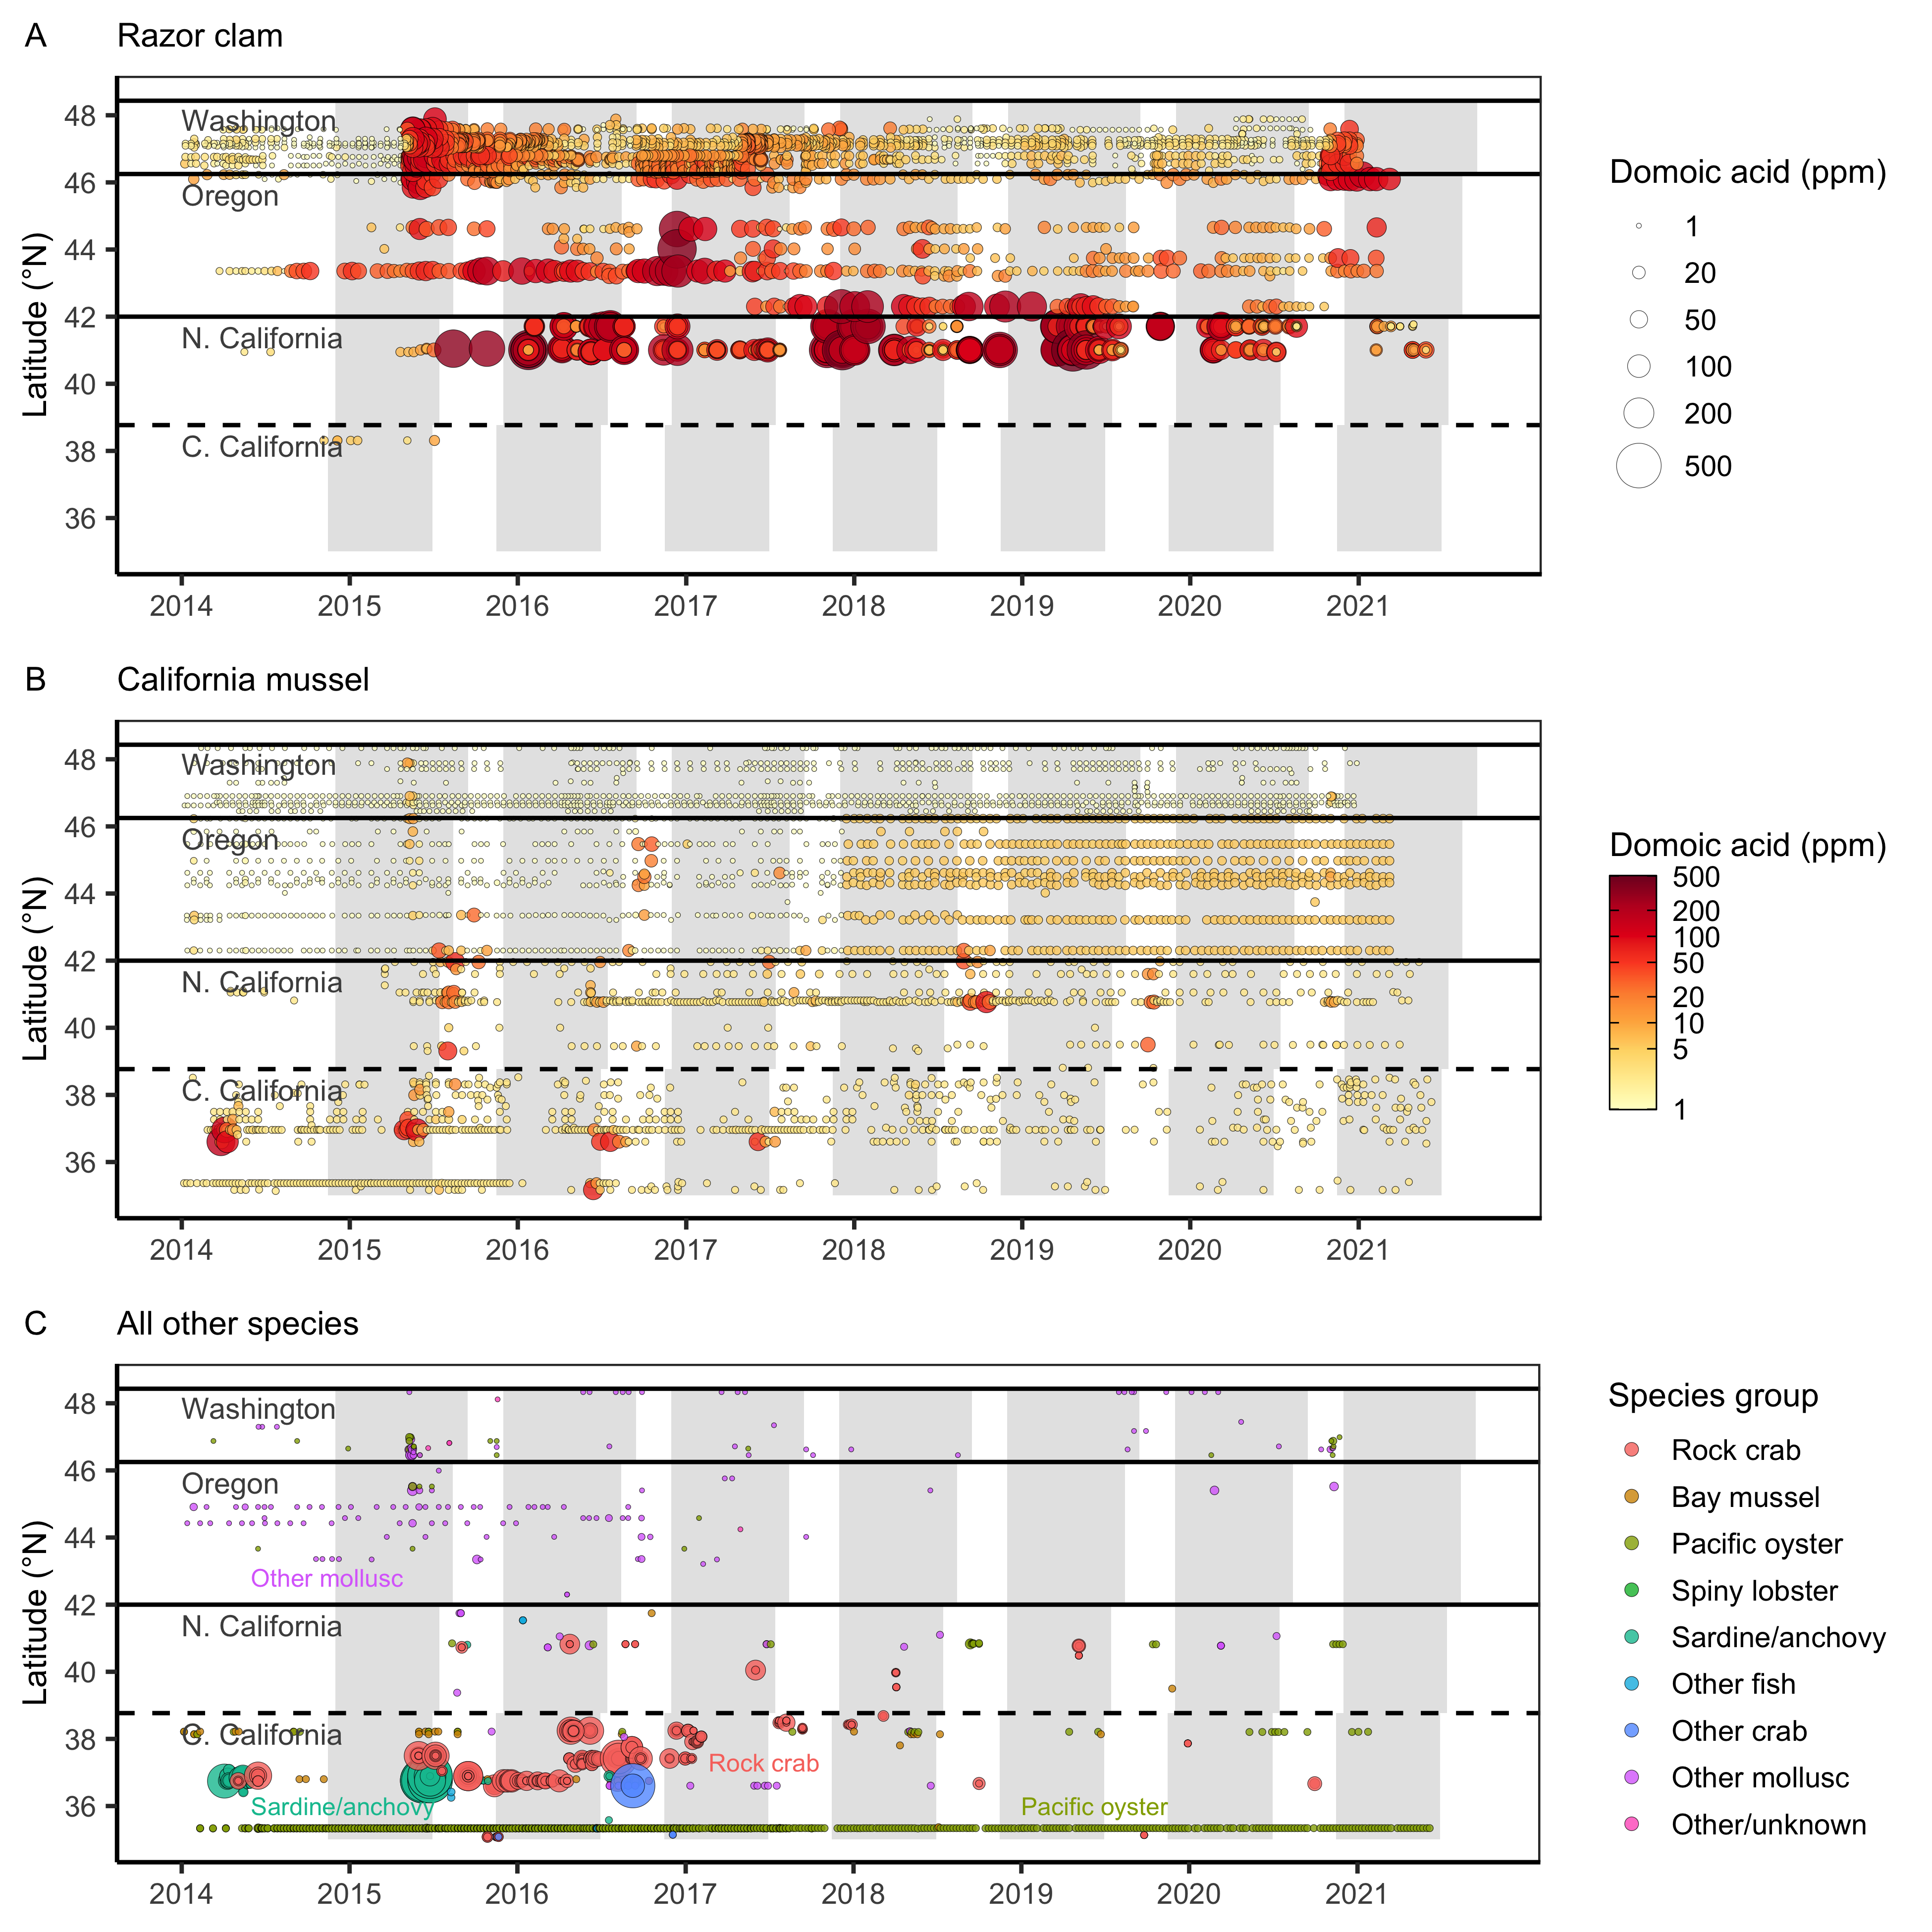 A Razor clam
Latitude (°N)
48
46
44
42
40
38
36
Washington
Oregon
N. California
C. California
2014 2015 2016 2017 2018 2019 2020 2021
Domoic acid (ppm)
1
20
50
100
200
500
B California mussel
Latitude (°N)
48
46
44
42
40
38
36
Washington
Oregon
N. California
C. California
2014 2015 2016 2017 2018 2019 2020 2021
Domoic acid (ppm)
500
200
100
50
20
10
5
1
C All other species
Latitude (°N)
48
46
44
42
40
38
36
Washington
Oregon
Other mollusc
N. California
C. California
Rock crab
Sardine/anchovy
Pacific oyster
2014 2015 2016 2017 2018 2019 2020 2021
Species group
Rock crab
Bay mussel
Pacific oyster
Spiny lobster
Sardine/anchovy
Other fish
Other crab
Other mollusc
Other/unknown